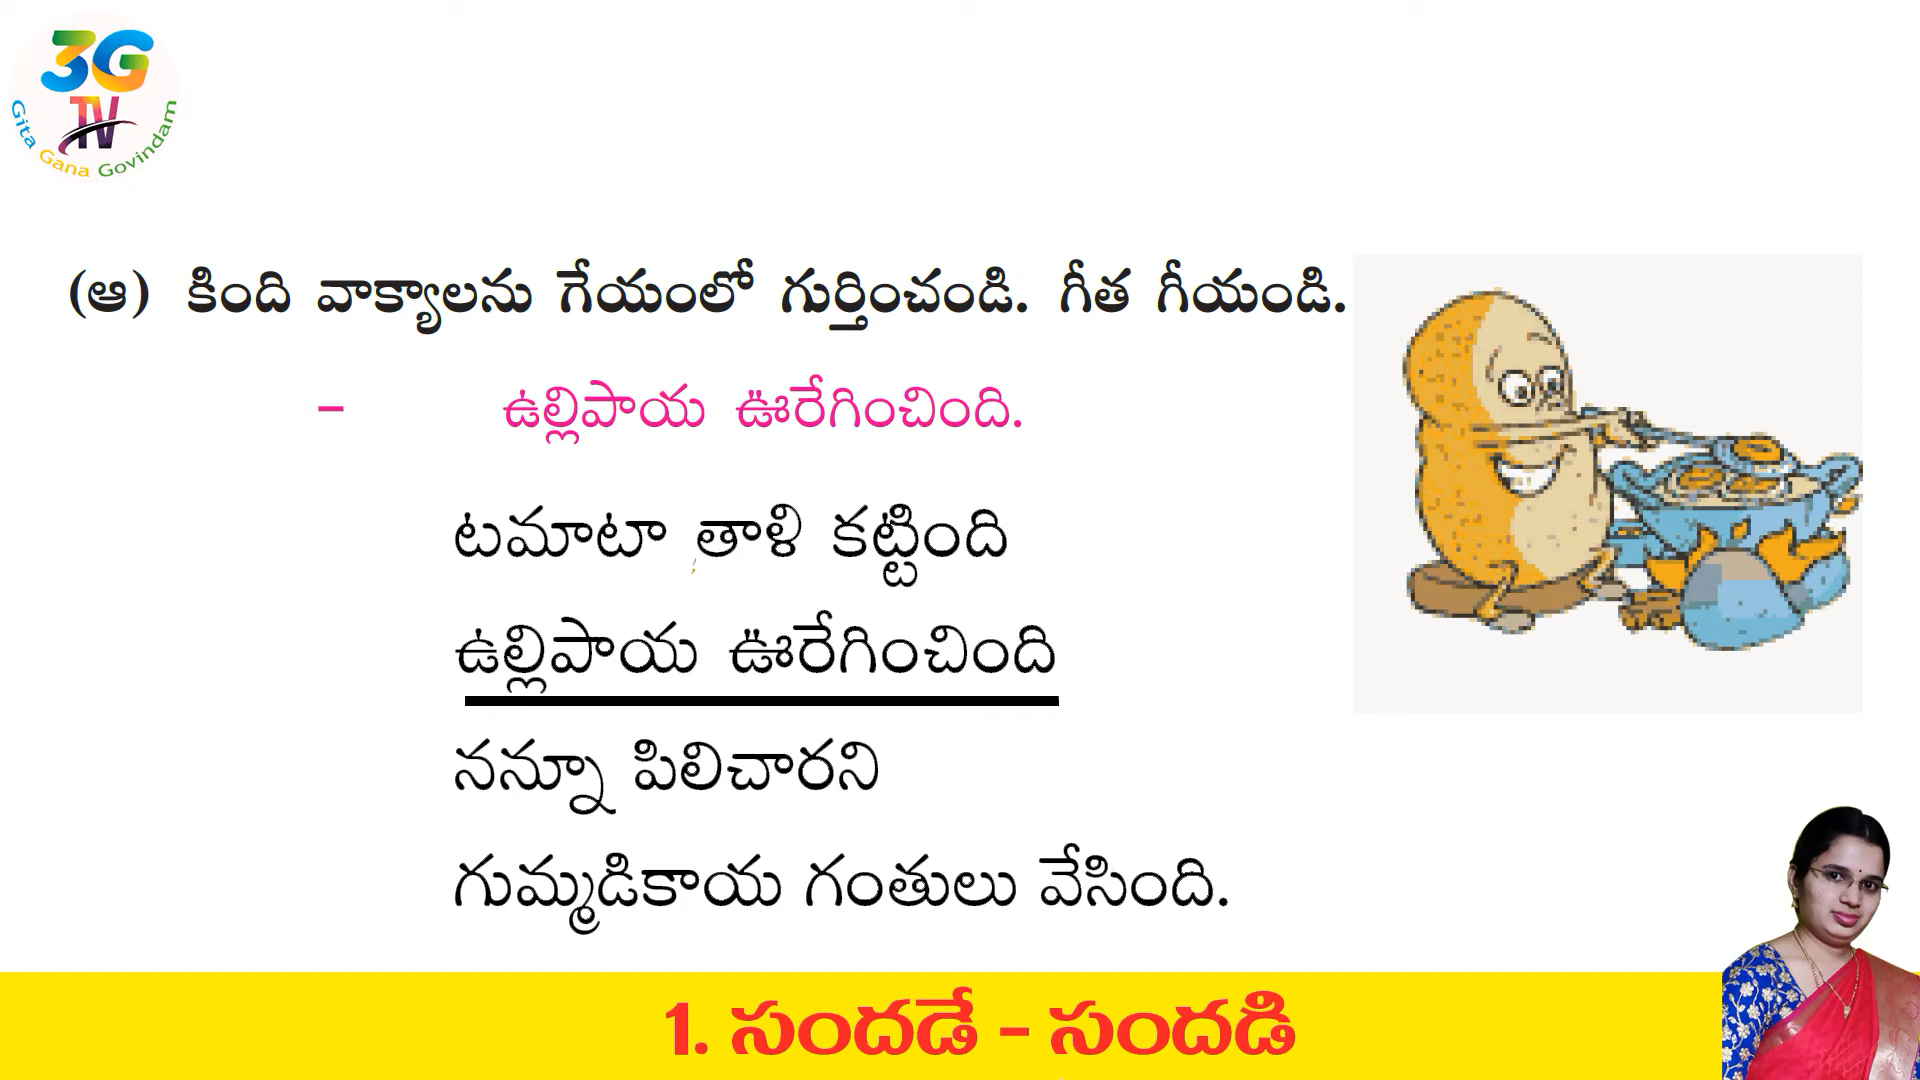 3G
TV
Gita Gana Govindam
(ఆ) కింది వాక్యాలను గేయంలో గుర్తించండి. గీత గీయండి.
- ఉల్లిపాయ ఊరేగించింది.
టమాటా తాళి కట్టింది
ఉల్లిపాయ ఊరేగించింది
నన్నూ పిలిచారని
గుమ్మడికాయ గంతులు వేసింది.
1. సందడే - సందడి